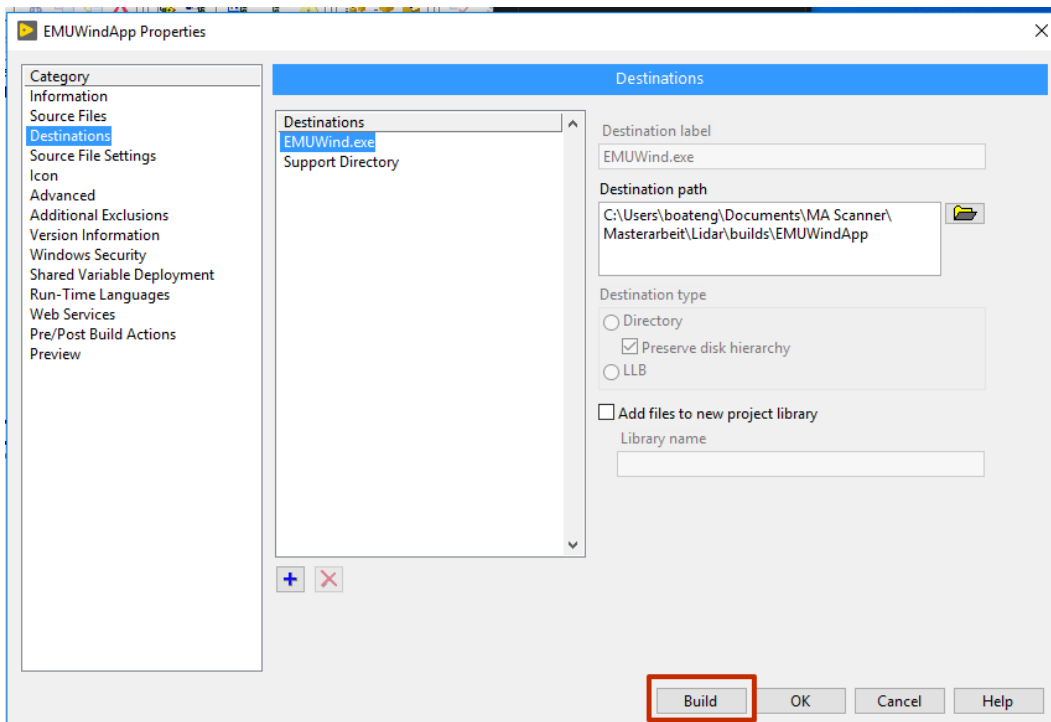 EMUWindApp Properties
Category
Information
Source Files
Destinations
Source File Settings
Icon
Advanced
Additional Exclusions
Version Information
Windows Security
Shared Variable Deployment
Run-Time Languages
Web Services
Pre/Post Build Actions
Preview
Destinations
Destinations
EMUWind.exe
Support Directory
Destination label
EMUWind.exe
Destination path
C:\Users\boateng\Documents\MA Scanner\
Masterarbeit\Lidar\builds\EMUWindApp
Destination type
Directory
Preserve disk hierarchy
LLB
Add files to new project library
Library name
Build
OK
Cancel
Help